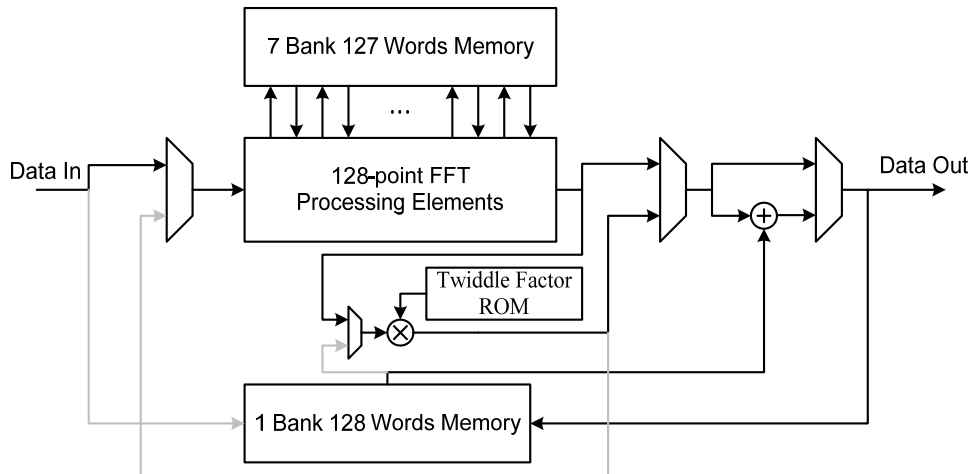 7 Bank 127 Words Memory
...
Data In
128-point FFT
Processing Elements
Data Out
+
Twiddle Factor
ROM
×
1 Bank 128 Words Memory